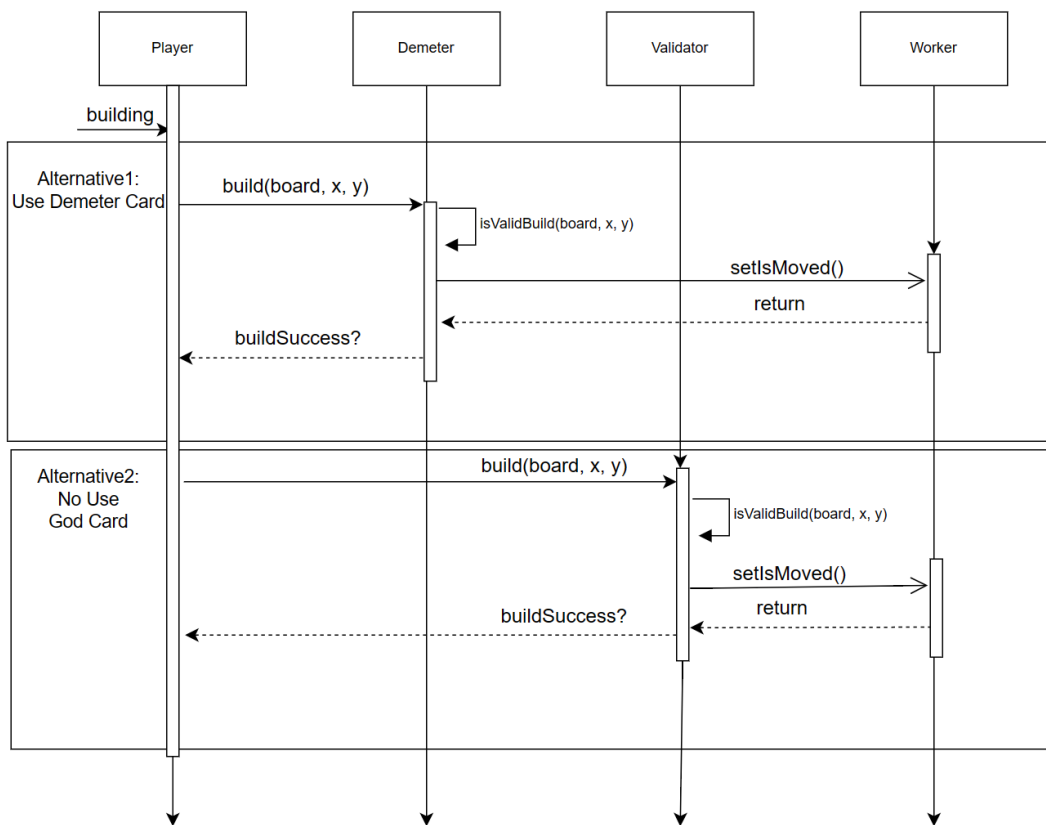 Player
Demeter
Validator
Worker
building
Alternative1:
Use Demeter Card
build(board, x, y)
isValidBuild(board, x, y)
setIsMoved()
return
buildSuccess?
Alternative2:
No Use
God Card
build(board, x, y)
isValidBuild(board, x, y)
setIsMoved()
return
buildSuccess?